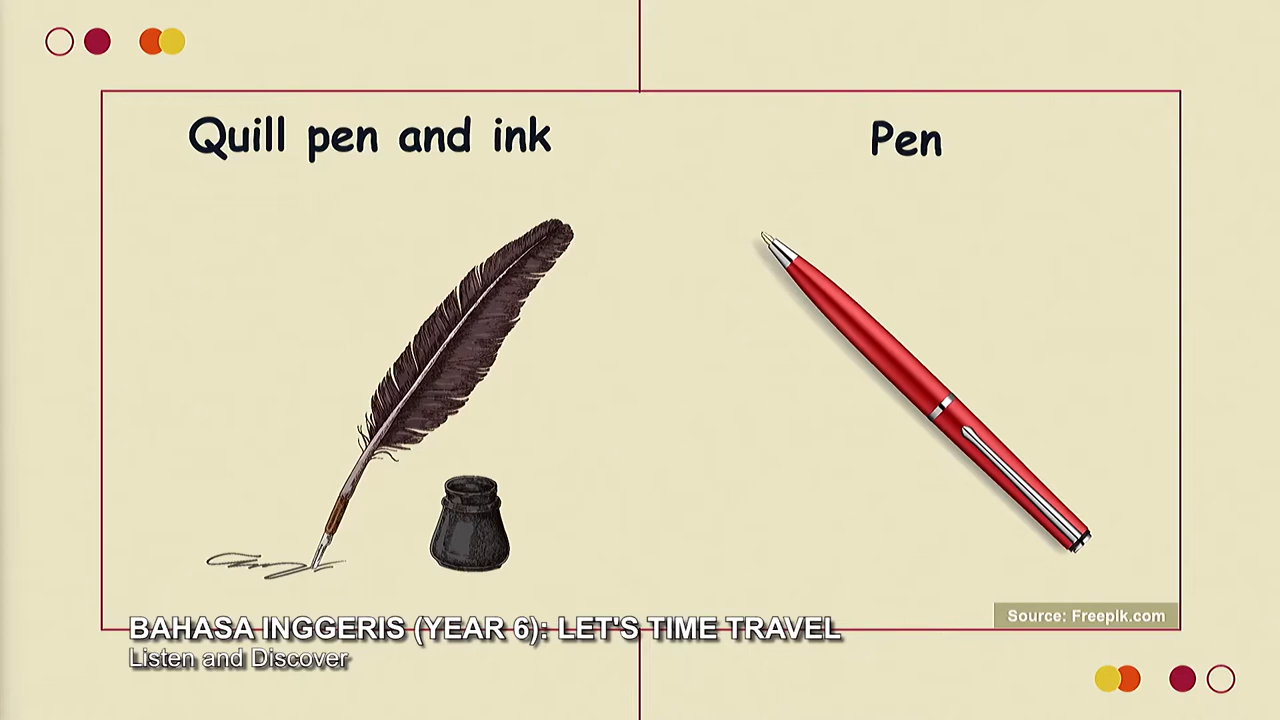 Quill pen and ink
Pen
Source: Freepik.com
BAHASA INGGERIS (YEAR 6): LET'S TIME TRAVEL
Listen and Discover